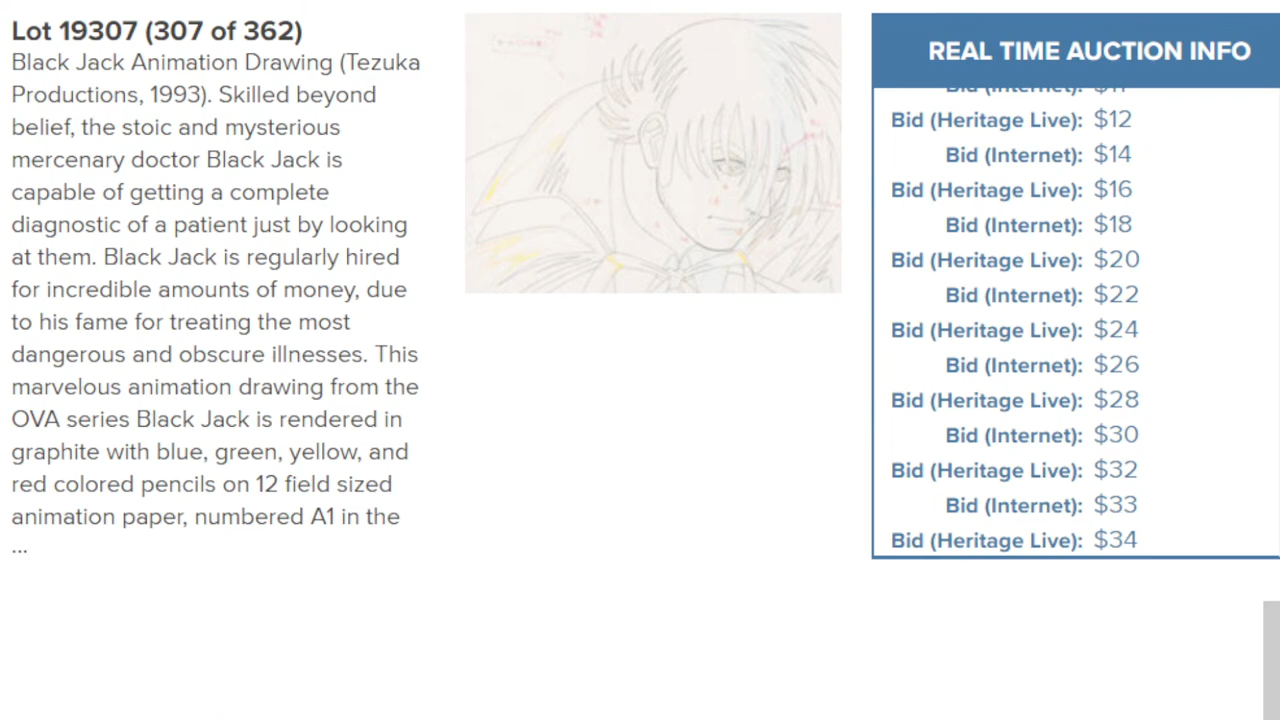 Lot 19307 (307 of 362)
Black Jack Animation Drawing (Tezuka
Productions, 1993). Skilled beyond
belief, the stoic and mysterious
mercenary doctor Black Jack is
capable of getting a complete
diagnostic of a patient just by looking
at them. Black Jack is regularly hired
for incredible amounts of money, due
to his fame for treating the most
dangerous and obscure illnesses. This
marvelous animation drawing from the
OVA series Black Jack is rendered in
graphite with blue, green, yellow, and
red colored pencils on 12 field sized
animation paper, numbered A1 in the
...
REAL TIME AUCTION INFO
Bid (Internet): $11
Bid (Heritage Live): $12
Bid (Internet): $14
Bid (Heritage Live): $16
Bid (Internet): $18
Bid (Heritage Live): $20
Bid (Internet): $22
Bid (Heritage Live): $24
Bid (Internet): $26
Bid (Heritage Live): $28
Bid (Internet): $30
Bid (Heritage Live): $32
Bid (Internet): $33
Bid (Heritage Live): $34